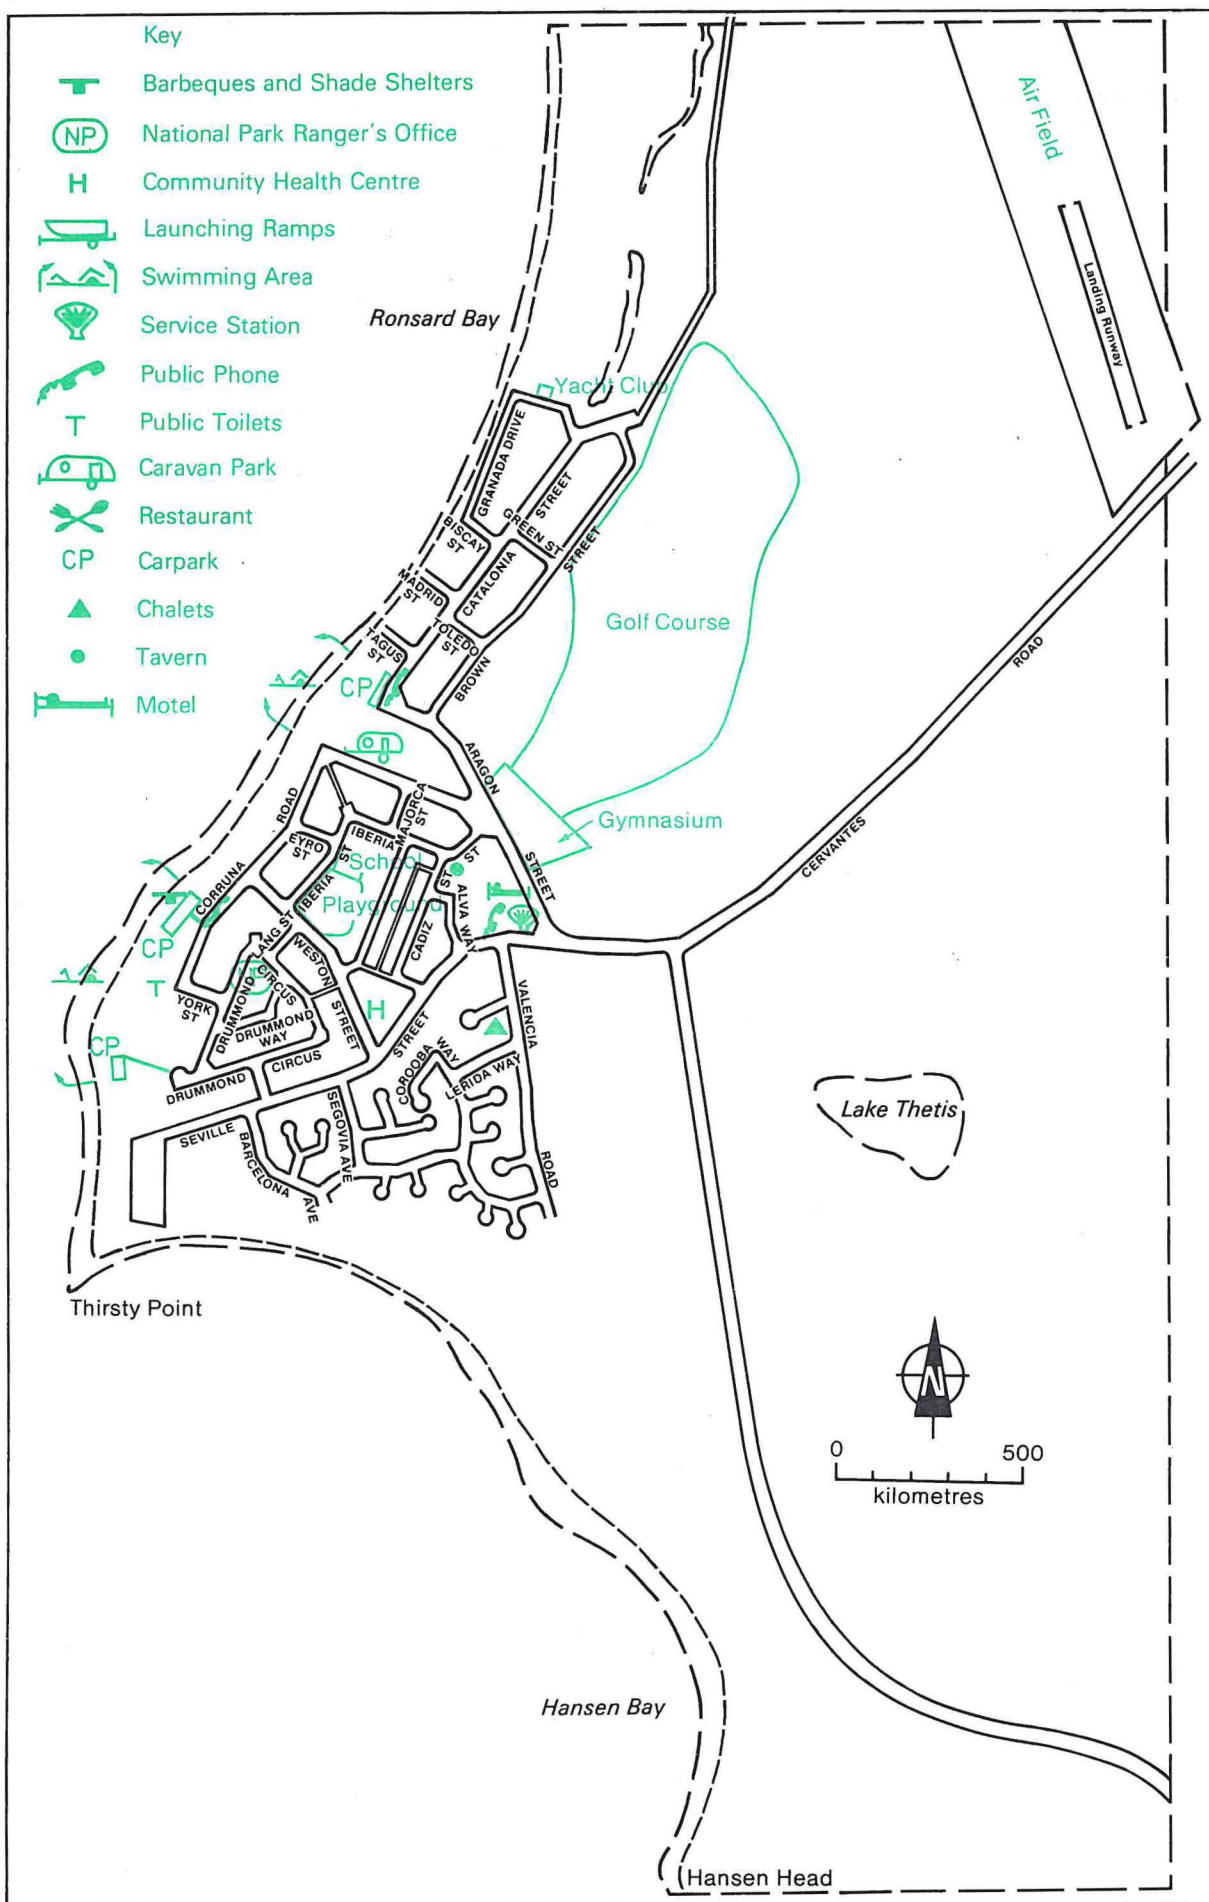 Key
Barbeques and Shade Shelters
NP National Park Ranger's Office
H Community Health Centre
Launching Ramps
Swimming Area
Service Station
Public Phone
T Public Toilets
Caravan Park
Restaurant
CP Carpark
Chalets
Tavern
Motel
Air Field
Landing Runway
Ronsard Bay
Yacht Club
GRANADA DRIVE
STREET
GREEN ST
BISCAY
ST
CATALONIA
STREET
MADRID
ST
TOLEDO
ST
TAGUS
ST
BROWN
CP
Golf Course
ROAD
CERVANTES
ARAGON
STREET
Gymnasium
ROAD
CORRUNA
MAJORCA
ST
IBERIA
ST
EYRO
ST
School
IBERIA
Playground
ST
ST
ALVA WAY
CADIZ
LANG ST
WESTON
STREET
CP
T
YORK
ST
NP
CIRCUS
DRUMMOND
DRUMMOND
WAY
H
STREET
VALENCIA
ROAD
CP
CIRCUS
DRUMMOND
COROOBA
WAY
LERIDA WAY
SEVILLE
SEGOVIA AVE
BARCELONA
AVE
Lake Thetis
Thirsty Point
N
0 500
kilometres
Hansen Bay
Hansen Head